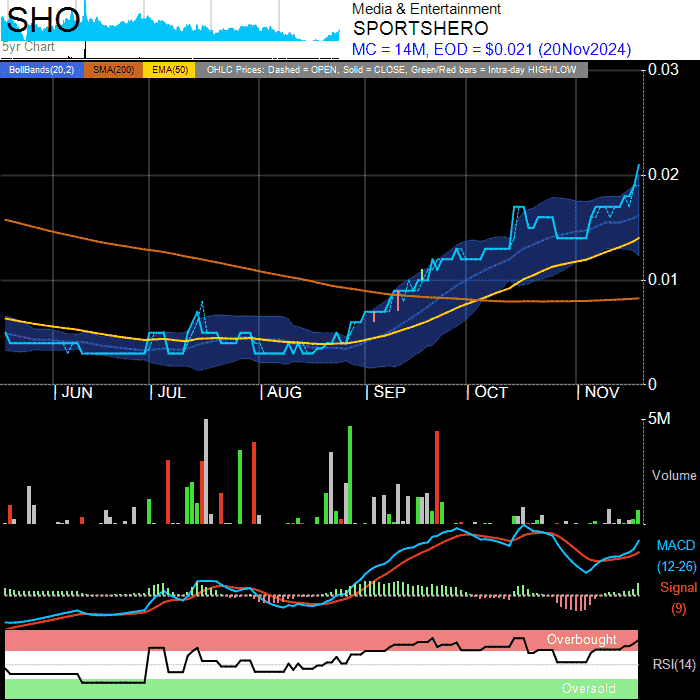 SHO
5yr Chart
Media & Entertainment
SPORTSHERO
MC = 14M, EOD = $0.021 (20Nov2024)
BollBands(20,2) SMA(200) EMA(50) OHLC Prices: Dashed = OPEN, Solid = CLOSE, Green/Red bars = Intra-day HIGH/LOW
0.03
0.02
0.01
0
JUN JUL AUG SEP OCT NOV
5M
Volume
MACD
(12-26)
Signal
(9)
Overbought
RSI(14)
Oversold